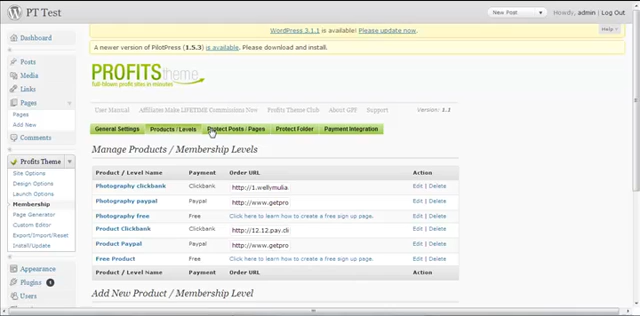 PT Test
New Post
Howdy, admin | Log Out
WordPress 3.1.1 is available! Please update now.
Help
A newer version of PilotPress (1.5.3) is available. Please download and install.
PROFITStheme
full-blown profit sites in minutes
User Manual Affiliates Make LIFETIME Commissions Now Profits Theme Club About GPF Support
General Settings Products / Levels Protect Posts / Pages Protect Folder Payment Integration
Manage Products / Membership Levels
Product / Level Name Payment Order URL Action
Photography clickbank Clickbank http://1.wellymulia Edit | Delete
Photography paypal Paypal http://www.getpro Edit | Delete
Photography free Free Click here to learn how to create a free sign up page. Edit | Delete
Product Clickbank Clickbank http://12.12.pay.cli Edit | Delete
Product Paypal Paypal http://www.getpro Edit | Delete
Free Product Free Click here to learn how to create a free sign up page. Edit | Delete
Product / Level Name Payment Order URL Action
Add New Product / Membership Level
Dashboard
Posts
Media
Links
Pages
Pages
Add New
Comments
Profits Theme
Site Options
Design Options
Universal Options
Membership
Page Generator
Custom Editor
Export/Import/Reset
Install/Update
Appearance
Plugins
Users